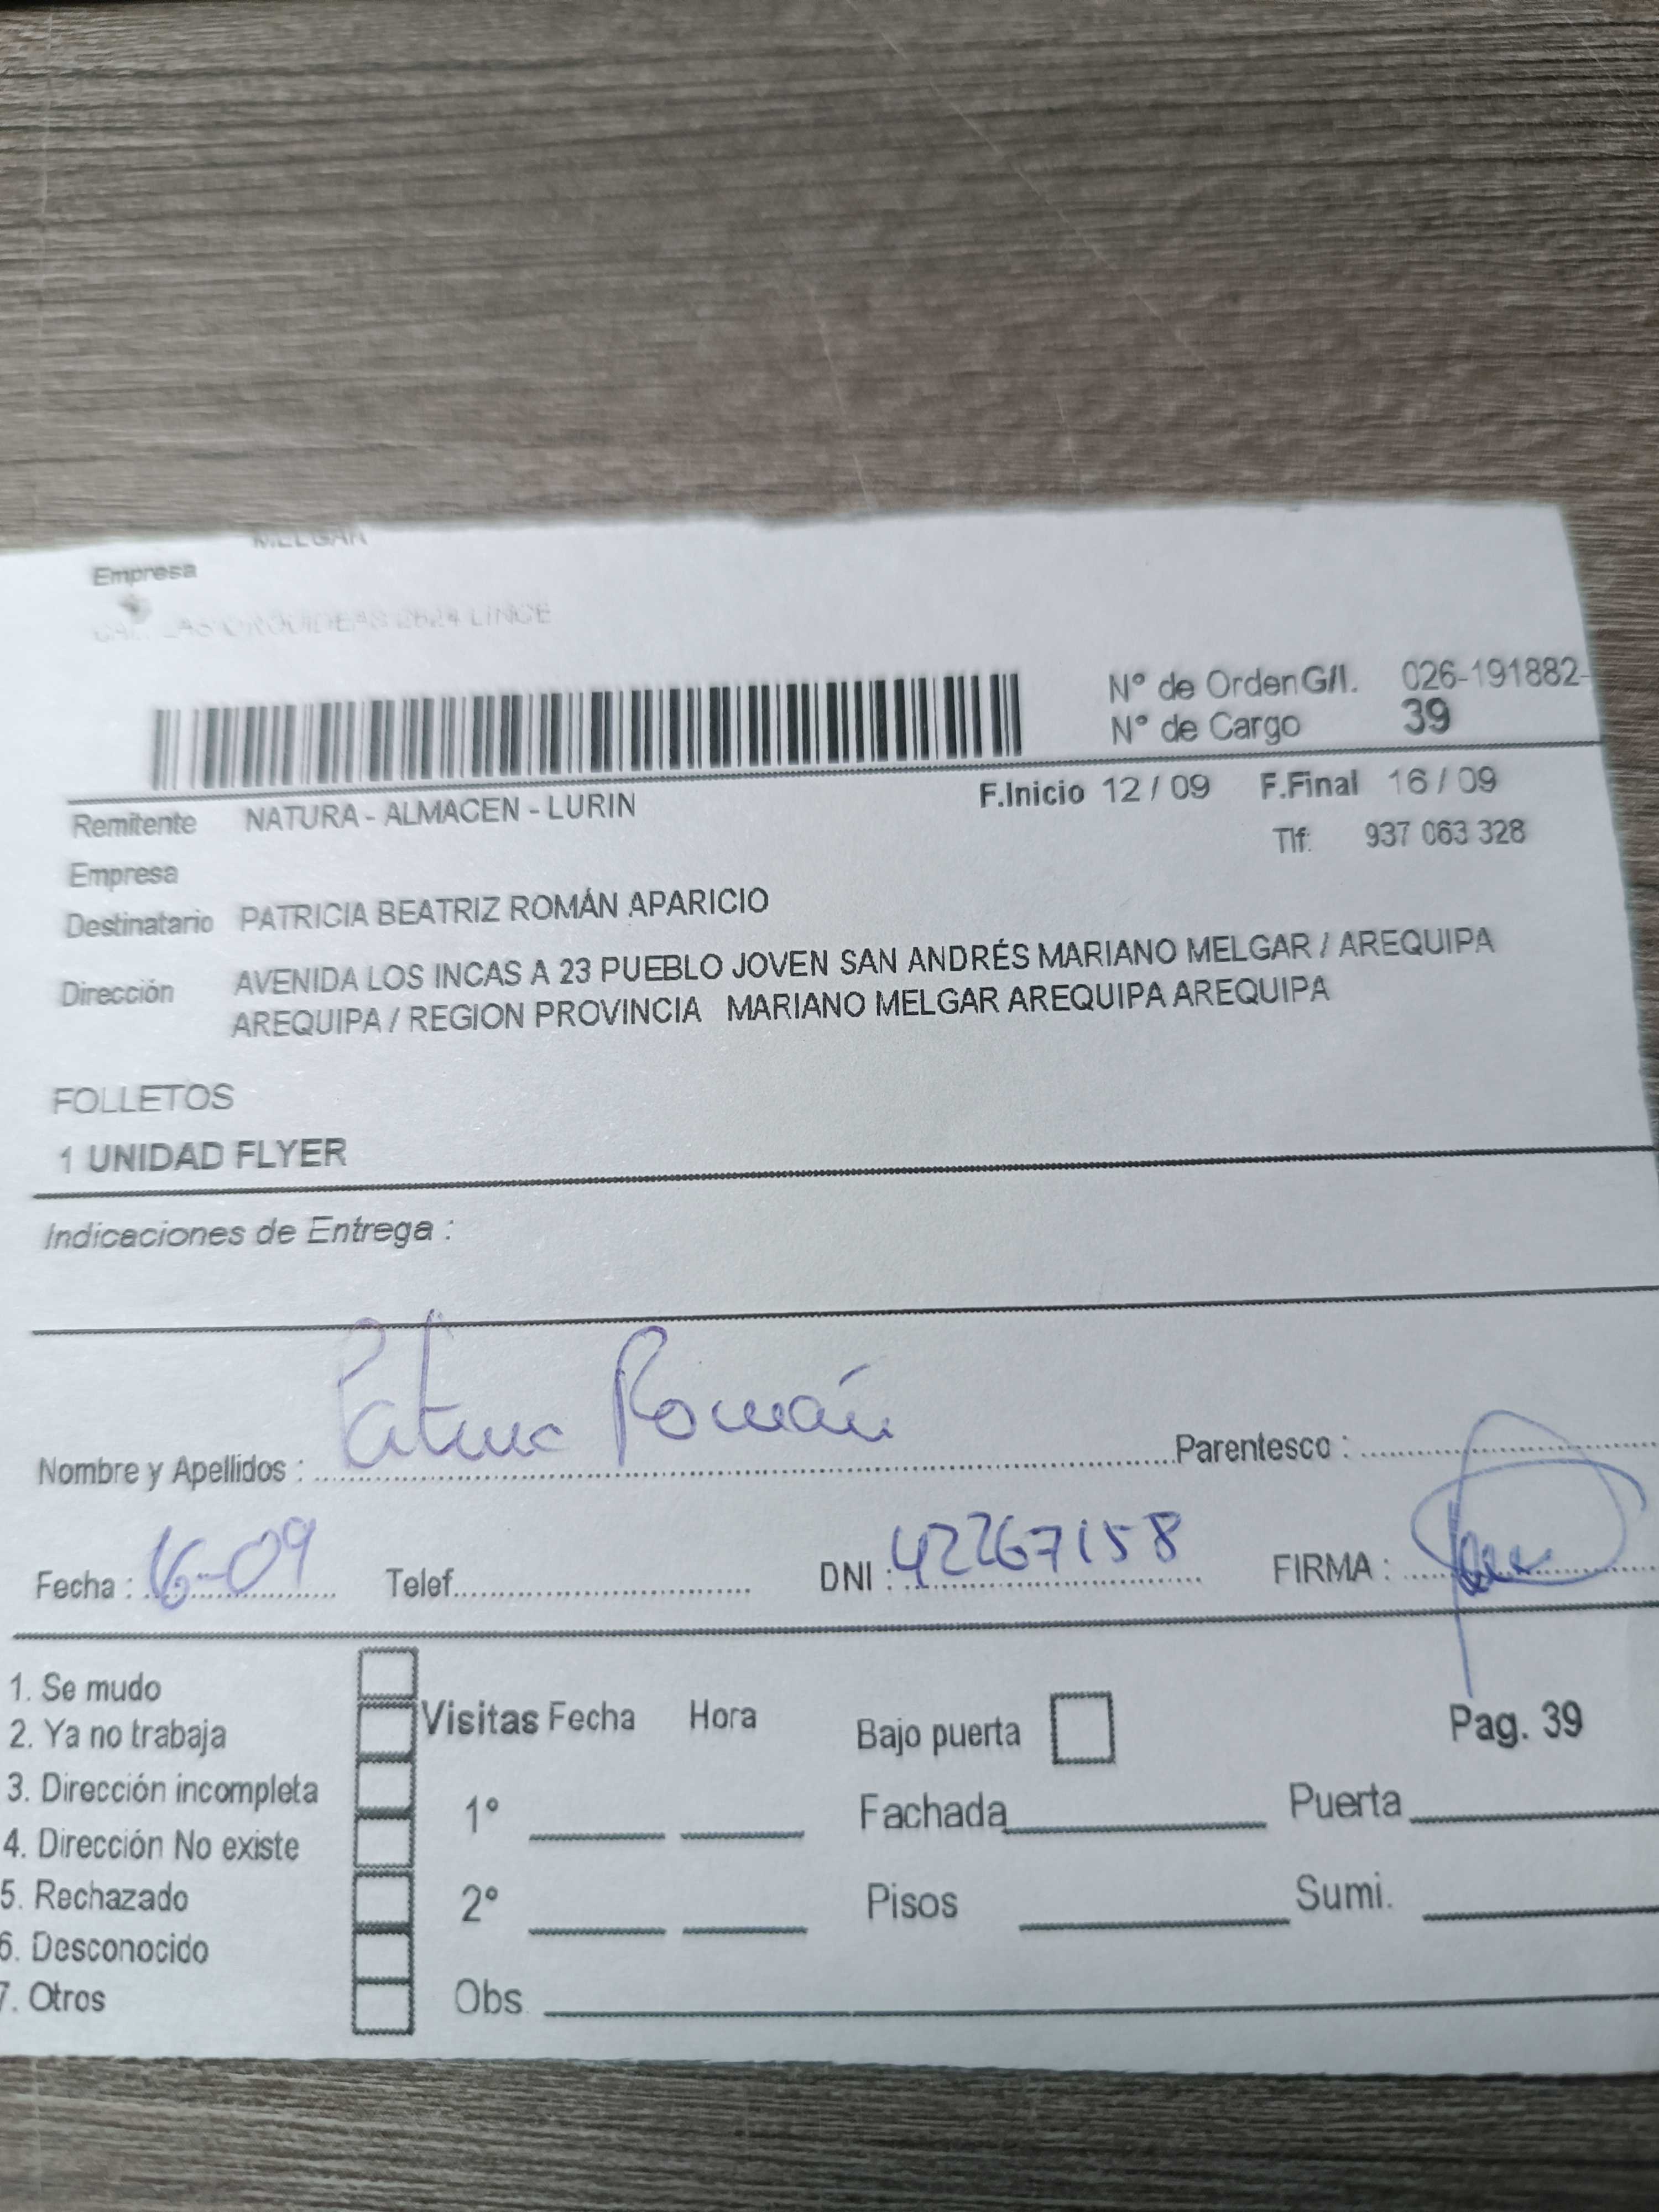 MELGAR
Empresa
LINCE
N° de Orden G/I. 026-191882-
N° de Cargo 39
F.Inicio 12 / 09 F.Final 16 / 09
Remitente NATURA - ALMACEN - LURIN
Tlf: 937 063 328
Empresa
Destinatario PATRICIA BEATRIZ ROMÁN APARICIO
Dirección AVENIDA LOS INCAS A 23 PUEBLO JOVEN SAN ANDRÉS MARIANO MELGAR / AREQUIPA
AREQUIPA / REGION PROVINCIA MARIANO MELGAR AREQUIPA AREQUIPA
FOLLETOS
1 UNIDAD FLYER
Indicaciones de Entrega :
Nombre y Apellidos : Patricia Román Parentesco :
Fecha : 16-09 Telef. DNI : 42267158 FIRMA :
1. Se mudo
2. Ya no trabaja
3. Dirección incompleta
4. Dirección No existe
5. Rechazado
6. Desconocido
7. Otros
Visitas Fecha Hora
1°
2°
Obs.
Bajo puerta
Pag. 39
Fachada Puerta
Pisos Sumi.